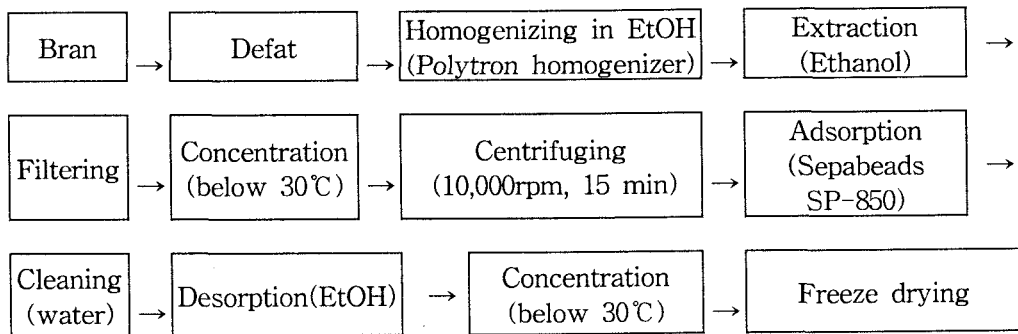 Bran → Defat → Homogenizing in EtOH
(Polytron homogenizer) → Extraction
(Ethanol) →
Filtering → Concentration
(below 30℃) → Centrifuging
(10,000rpm, 15 min) → Adsorption
(Sepabeads
SP-850) →
Cleaning
(water) → Desorption(EtOH) → Concentration
(below 30℃) → Freeze drying